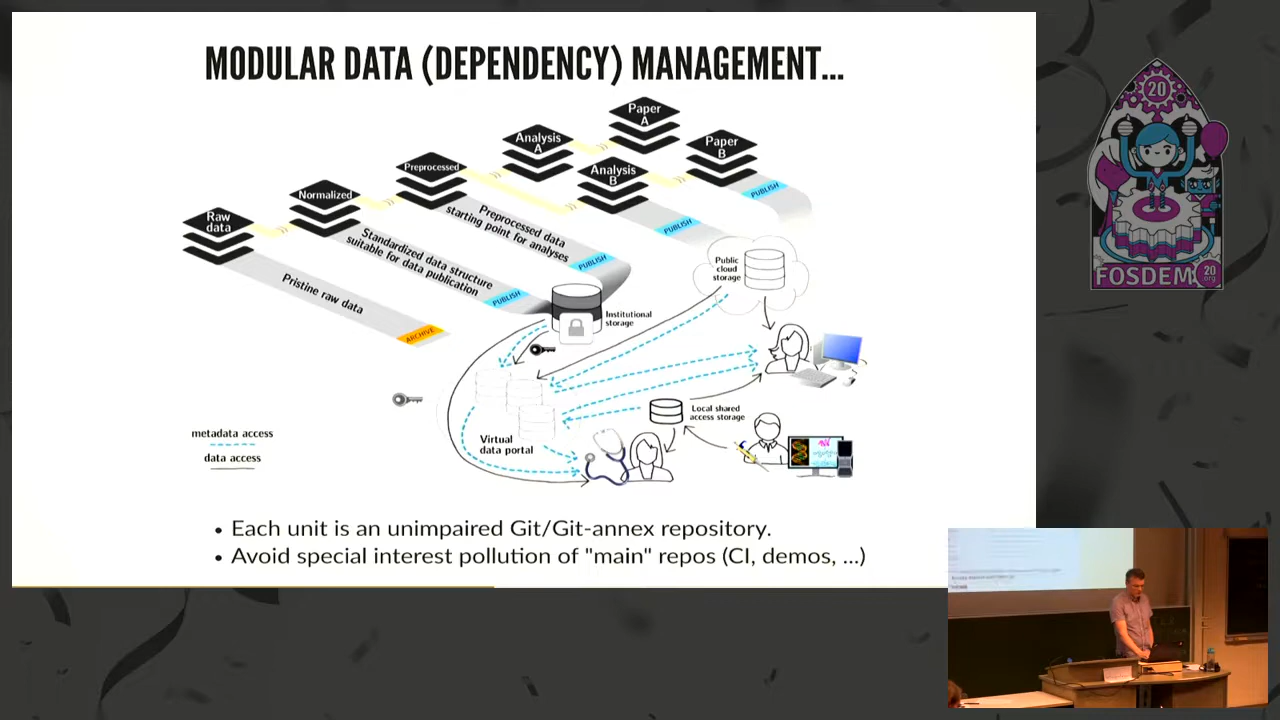 MODULAR DATA (DEPENDENCY) MANAGEMENT...
Paper
A
Analysis
A
Paper
B
Preprocessed
Analysis
B
Normalized
Raw
data
PUBLISH
Preprocessed data
starting point for analyses
PUBLISH
Standardized data structure
suitable for data publication
PUBLISH
Pristine raw data
PUBLISH
ARCHIVE
Public
cloud
storage
Institutional
storage
Local shared
access storage
Virtual
data portal
metadata access
data access
• Each unit is an unimpaired Git/Git-annex repository.
• Avoid special interest pollution of "main" repos (CI, demos, ...)
20
FOSDEM
20
.org